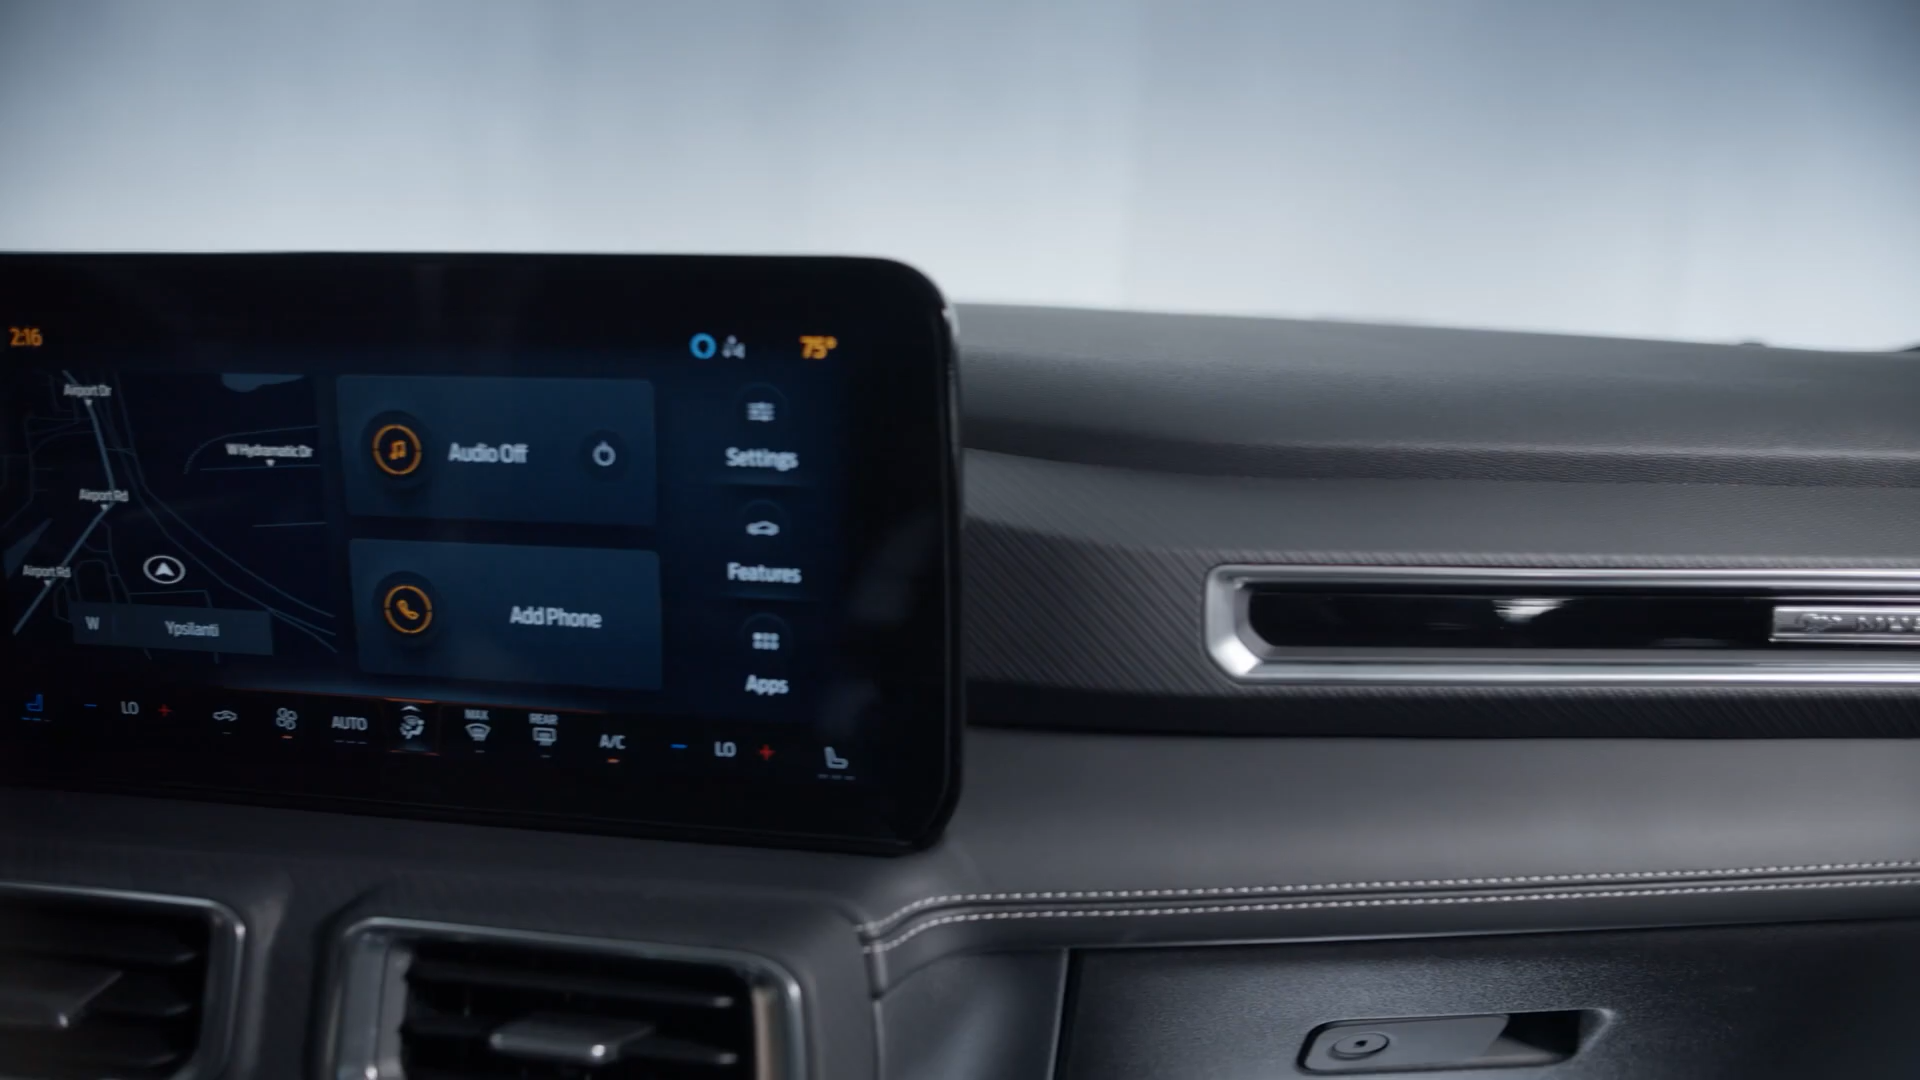 2:16
75°
Airport Dr
W Hydramatic Dr
Airport Rd
Airport Rd
W Ypsilanti
Audio Off
Add Phone
Settings
Features
Apps
LO
AUTO
MAX
REAR
A/C
LO